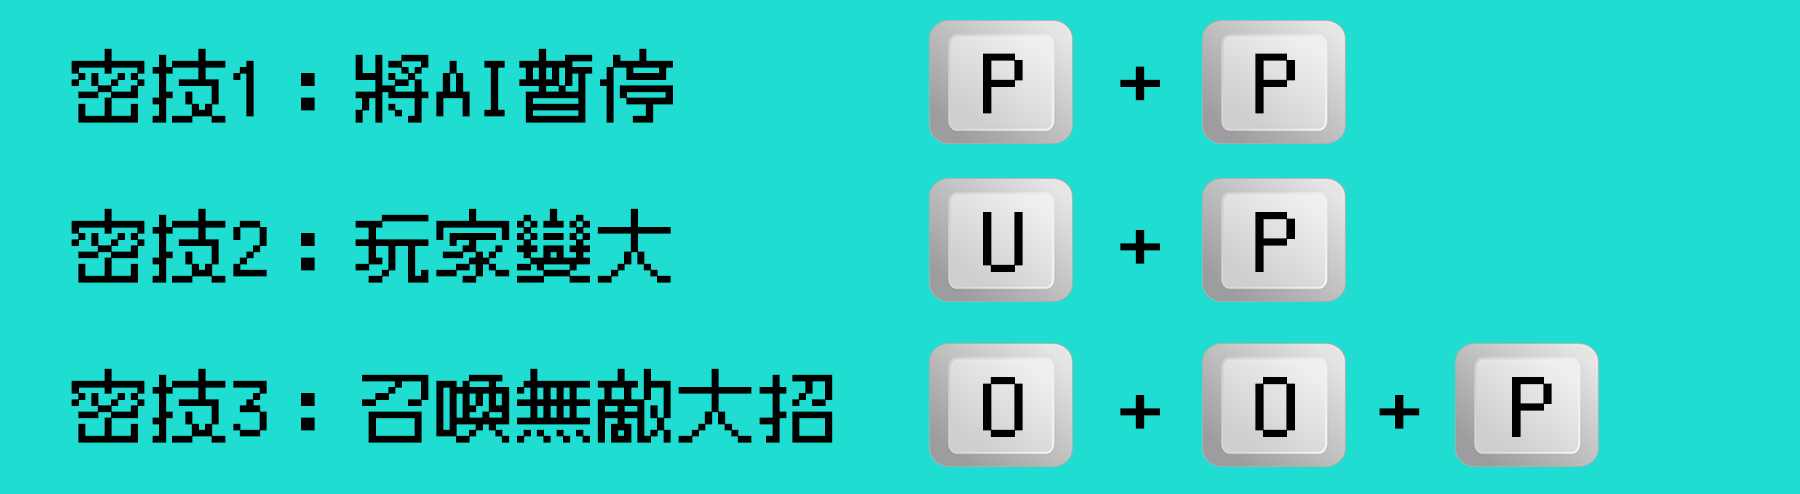 密技1：將AI暫停 P + P
密技2：玩家變大 U + P
密技3：召喚無敵大招 O + O + P